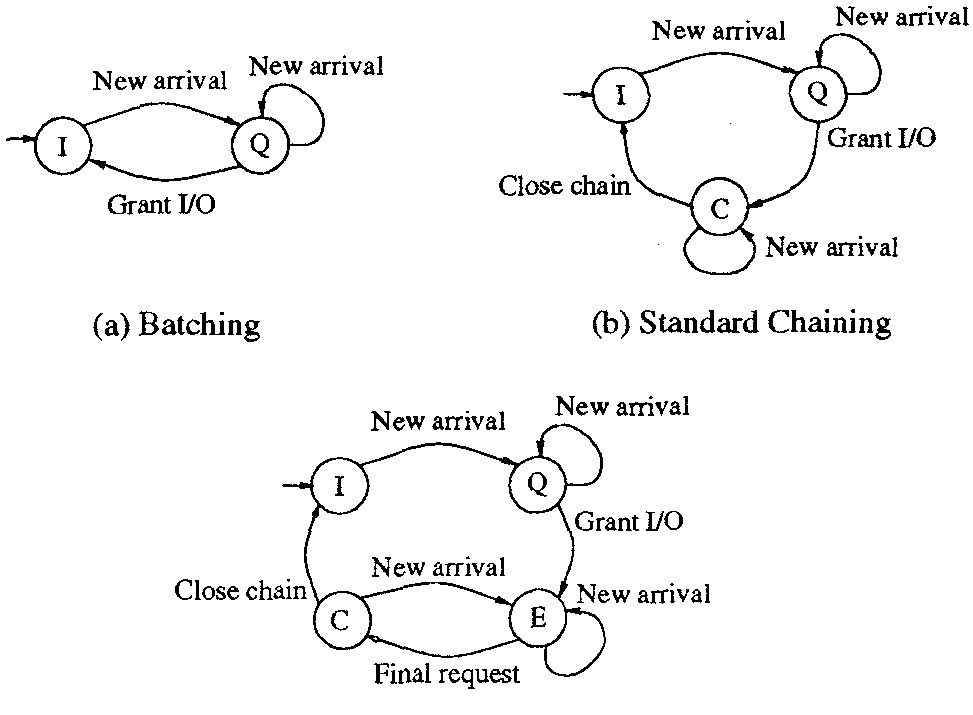 New arrival
New arrival
I
Q
Grant I/O
(a) Batching
New arrival
New arrival
I
Q
Grant I/O
Close chain
C
New arrival
(b) Standard Chaining
New arrival
New arrival
I
Q
Grant I/O
New arrival
Close chain
New arrival
C
E
Final request